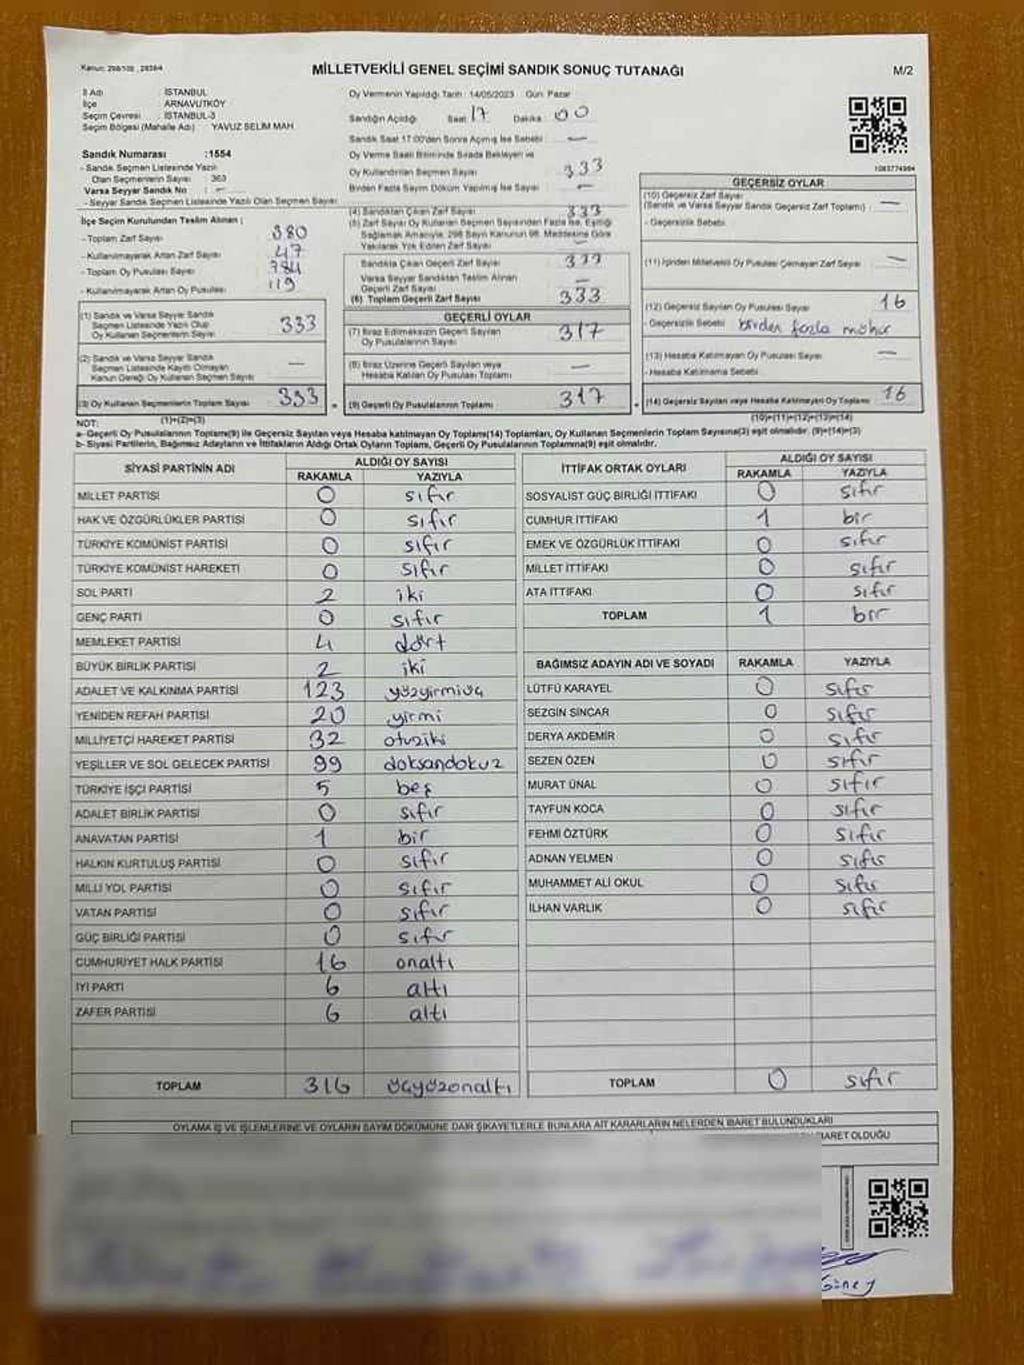 Kanun: 298/105 , 2839/4
MİLLETVEKİLİ GENEL SEÇİMİ SANDIK SONUÇ TUTANAĞI
M/2
İl Adı : İSTANBUL
İlçe : ARNAVUTKÖY
Seçim Çevresi : İSTANBUL-3
Seçim Bölgesi (Mahalle Adı) : YAVUZ SELİM MAH.
Sandık Numarası :1554
- Sandık Seçmen Listesinde Yazılı
Olan Seçmenlerin Sayısı : 363
Varsa Seyyar Sandık No : -
- Seyyar Sandık Seçmen Listesinde Yazılı Olan Seçmen Sayısı:
İlçe Seçim Kurulundan Teslim Alınan ;
- Toplam Zarf Sayısı 380
- Kullanılmayarak Artan Zarf Sayısı 47
- Toplam Oy Pusulası Sayısı
- Kullanılmayarak Artan Oy Pusulası 119
(1) Sandık ve Varsa Seyyar Sandık
Seçmen Listesinde Yazılı Olup
Oy Kullanan Seçmenlerin Sayısı 333
(2) Sandık ve Varsa Seyyar Sandık
Seçmen Listesinde Kayıtlı Olmayan
Kanun Gereği Oy Kullanan Seçmen Sayısı —
(3) Oy Kullanan Seçmenlerin Toplam Sayısı 333
(1)+(2)=(3)
Oy Vermenin Yapıldığı Tarih : 14/05/2023 Gün: Pazar
Sandığın Açıldığı Saat 17 Dakika 00
Sandık Saat 17:00'den Sonra Açılmış İse Sebebi —
Oy Verme Saati Bitiminde Sırada Bekleyen ve
Oy Kullandırılan Seçmen Sayısı 333
Birden Fazla Sayım Döküm Yapılmış İse Sayısı —
(4) Sandıktan Çıkan Zarf Sayısı 333
(5) Zarf Sayısı Oy Kullanan Seçmen Sayısından Fazla İse, Eşitliği
Sağlamak Amacıyla, 298 Sayılı Kanunun 98. Maddesine Göre
Yakılarak Yok Edilen Zarf Sayısı —
Sandıkta Çıkan Geçerli Zarf Sayısı 333
Varsa Seyyar Sandıktan Teslim Alınan
Geçerli Zarf Sayısı —
(6) Toplam Geçerli Zarf Sayısı 333
GEÇERLİ OYLAR
(7) İtiraz Edilmeksizin Geçerli Sayılan
Oy Pusulalarının Sayısı 317
(8) İtiraz Üzerine Geçerli Sayılan veya
Hesaba Katılan Oy Pusulası Toplamı —
(9) Geçerli Oy Pusulalarının Toplamı 317
1083774984
GEÇERSİZ OYLAR
(10) Geçersiz Zarf Sayısı
(Sandık ve Varsa Seyyar Sandık Geçersiz Zarf Toplamı) : —
- Geçersizlik Sebebi:
(11) İçinden Milletvekili Oy Pusulası Çıkmayan Zarf Sayısı —
(12) Geçersiz Sayılan Oy Pusulası Sayısı 16
- Geçersizlik Sebebi birden fazla mühür
(13) Hesaba Katılmayan Oy Pusulası Sayısı —
- Hesaba Katılmama Sebebi
(14) Geçersiz Sayılan veya Hesaba Katılmayan Oy Toplamı 16
(10)+(11)+(12)+(13)=(14)
NOT:
a- Geçerli Oy Pusulalarının Toplamı(9) ile Geçersiz Sayılan veya Hesaba katılmayan Oy Toplamı(14) Toplamları, Oy Kullanan Seçmenlerin Toplam Sayısına(3) eşit olmalıdır. (9)+(14)=(3)
b- Siyasi Partilerin, Bağımsız Adayların ve İttifakların Aldığı Ortak Oyların Toplamı, Geçerli Oy Pusulalarının Toplamına(9) eşit olmalıdır.
SİYASİ PARTİNİN ADI ALDIĞI OY SAYISI
RAKAMLA YAZIYLA
MİLLET PARTİSİ 0 sıfır
HAK VE ÖZGÜRLÜKLER PARTİSİ 0 sıfır
TÜRKİYE KOMÜNİST PARTİSİ 0 sıfır
TÜRKİYE KOMÜNİST HAREKETİ 0 sıfır
SOL PARTİ 2 iki
GENÇ PARTİ 0 sıfır
MEMLEKET PARTİSİ 4 dört
BÜYÜK BİRLİK PARTİSİ 2 iki
ADALET VE KALKINMA PARTİSİ 123 yüzyirmiüç
YENİDEN REFAH PARTİSİ 20 yirmi
MİLLİYETÇİ HAREKET PARTİSİ 32 otuziki
YEŞİLLER VE SOL GELECEK PARTİSİ 99 doksandokuz
TÜRKİYE İŞÇİ PARTİSİ 5 beş
ADALET BİRLİK PARTİSİ 0 sıfır
ANAVATAN PARTİSİ 1 bir
HALKIN KURTULUŞ PARTİSİ 0 sıfır
MİLLİ YOL PARTİSİ 0 sıfır
VATAN PARTİSİ 0 sıfır
GÜÇ BİRLİĞİ PARTİSİ 0 sıfır
CUMHURİYET HALK PARTİSİ 16 onaltı
İYİ PARTİ 6 altı
ZAFER PARTİSİ 6 altı
TOPLAM 316 üçyüzonaltı
İTTİFAK ORTAK OYLARI ALDIĞI OY SAYISI
RAKAMLA YAZIYLA
SOSYALİST GÜÇ BİRLİĞİ İTTİFAKI 0 sıfır
CUMHUR İTTİFAKI 1 bir
EMEK VE ÖZGÜRLÜK İTTİFAKI 0 sıfır
MİLLET İTTİFAKI 0 sıfır
ATA İTTİFAKI 0 sıfır
TOPLAM 1 bir
BAĞIMSIZ ADAYIN ADI VE SOYADI RAKAMLA YAZIYLA
LÜTFÜ KARAYEL 0 sıfır
SEZGİN SİNCAR 0 sıfır
DERYA AKDEMİR 0 sıfır
SEZEN ÖZEN 0 sıfır
MURAT ÜNAL 0 sıfır
TAYFUN KOCA 0 sıfır
FEHMİ ÖZTÜRK 0 sıfır
ADNAN YELMEN 0 sıfır
MUHAMMET ALİ OKUL 0 sıfır
İLHAN VARLIK 0 sıfır
TOPLAM 0 sıfır
OYLAMA İŞ VE İŞLEMLERİNE VE OYLARIN SAYIM DÖKÜMÜNE DAİR ŞİKAYETLERLE BUNLARA AİT KARARLARIN NELERDEN İBARET BULUNDUKLARI
İBARET OLDUĞU
Güney